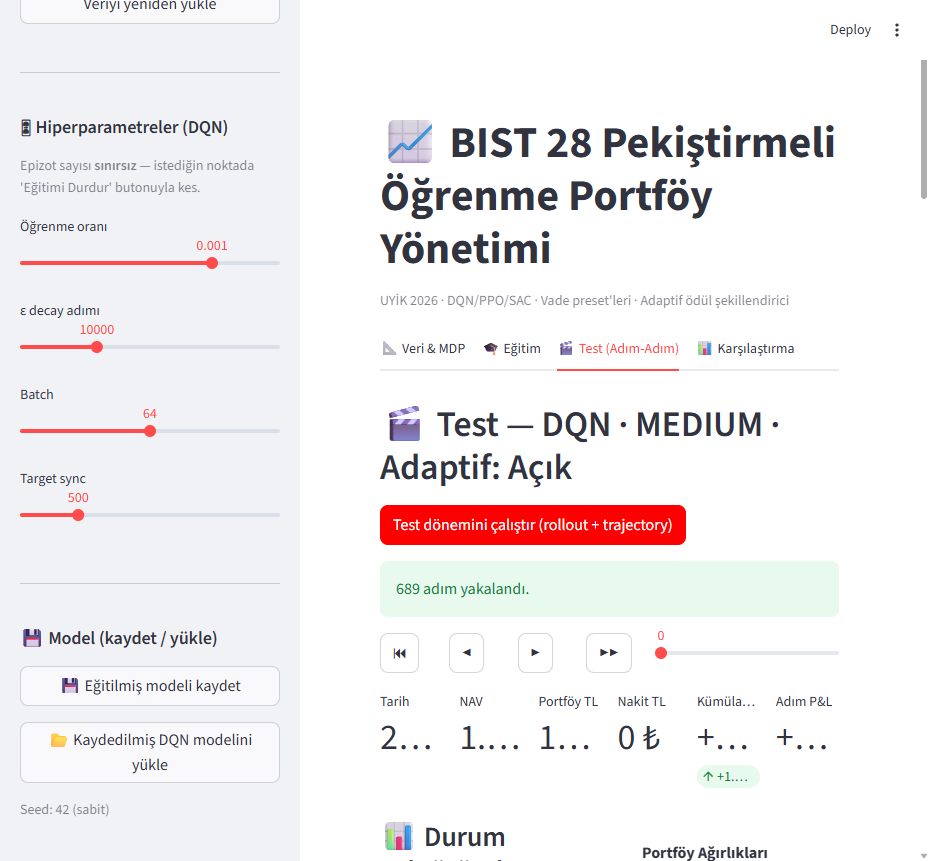 Veriyi yeniden yükle
Hiperparametreler (DQN)
Epizot sayısı sınırsız — istediğin noktada
'Eğitimi Durdur' butonuyla kes.
Öğrenme oranı
0.001
ε decay adımı
10000
Batch
64
Target sync
500
Model (kaydet / yükle)
Eğitilmiş modeli kaydet
Kaydedilmiş DQN modelini
yükle
Seed: 42 (sabit)
Deploy
BIST 28 Pekiştirmeli
Öğrenme Portföy
Yönetimi
UYİK 2026 · DQN/PPO/SAC · Vade preset'leri · Adaptif ödül şekillendirici
Veri & MDP Eğitim Test (Adım-Adım) Karşılaştırma
Test — DQN · MEDIUM ·
Adaptif: Açık
Test dönemini çalıştır (rollout + trajectory)
689 adım yakalandı.
0
Tarih NAV Portföy TL Nakit TL Kümüla… Adım P&L
2… 1.… 1… 0 ₺ +… +…
↑ +1.…
Durum
Portföy Ağırlıkları